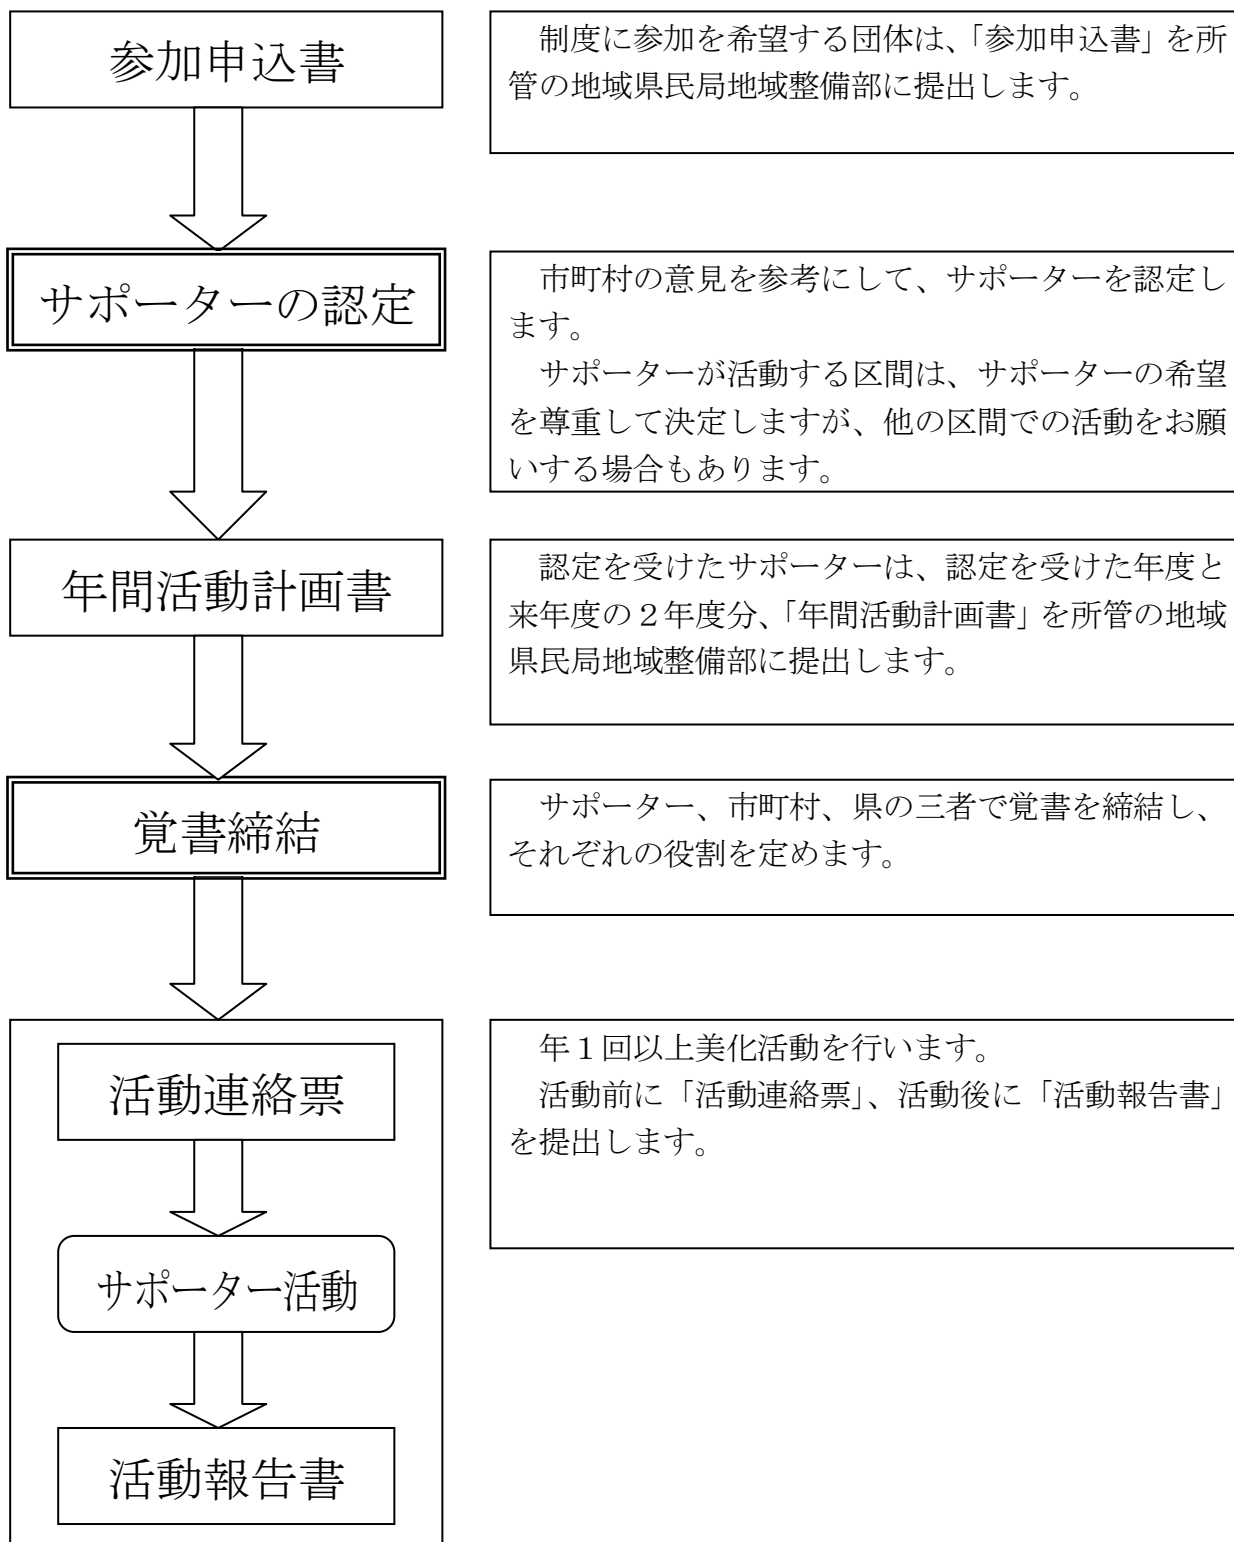 参加申込書
制度に参加を希望する団体は、「参加申込書」を所
管の地域県民局地域整備部に提出します。
サポーターの認定
市町村の意見を参考にして、サポーターを認定し
ます。
サポーターが活動する区間は、サポーターの希望
を尊重して決定しますが、他の区間での活動をお願
いする場合もあります。
年間活動計画書
認定を受けたサポーターは、認定を受けた年度と
来年度の２年度分、「年間活動計画書」を所管の地域
県民局地域整備部に提出します。
覚書締結
サポーター、市町村、県の三者で覚書を締結し、
それぞれの役割を定めます。
活動連絡票
年１回以上美化活動を行います。
活動前に「活動連絡票」、活動後に「活動報告書」
を提出します。
サポーター活動
活動報告書